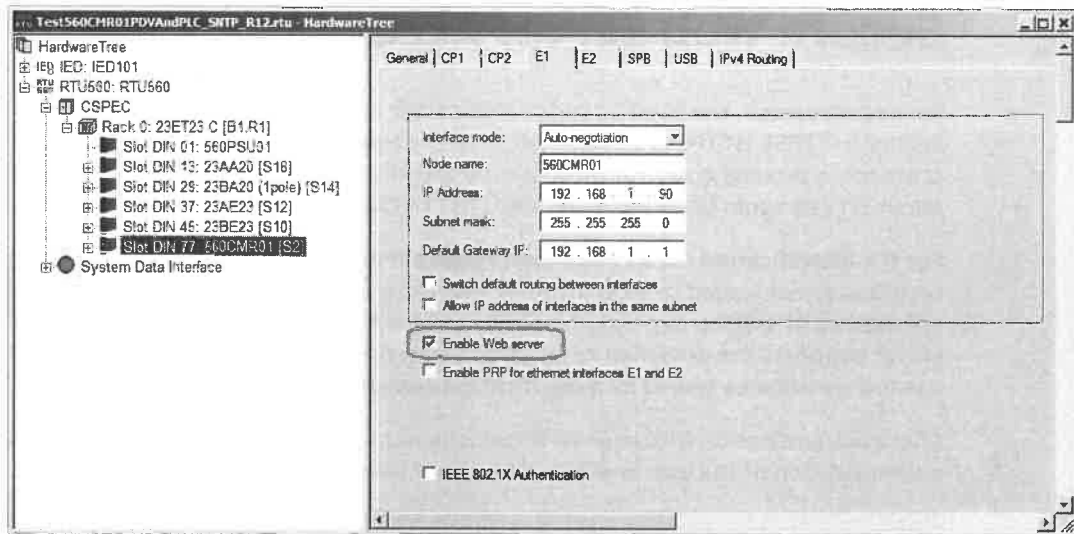 Test560CMR01PDVAndPLC_SNTP_R12.rtu - HardwareTree
HardwareTree
IED: IED101
RTU560: RTU560
CSPEC
Rack 0: 23ET23 C [B1.R1]
Slot DIN 01: 560PSU01
Slot DIN 13: 23AA20 [S16]
Slot DIN 29: 23BA20 (1pole) [S14]
Slot DIN 37: 23AE23 [S12]
Slot DIN 45: 23BE23 [S10]
Slot DIN 77: 560CMR01 [S2]
System Data Interface
General CP1 CP2 E1 E2 SPB USB IPv4 Routing
Interface mode: Auto-negotiation
Node name: 560CMR01
IP Address: 192 . 168 . 1 . 90
Subnet mask: 255 . 255 . 255 . 0
Default Gateway IP: 192 . 168 . 1 . 1
Switch default routing between interfaces
Allow IP address of interfaces in the same subnet
Enable Web server
Enable PRP for ethernet interfaces E1 and E2
IEEE 802.1X Authentication